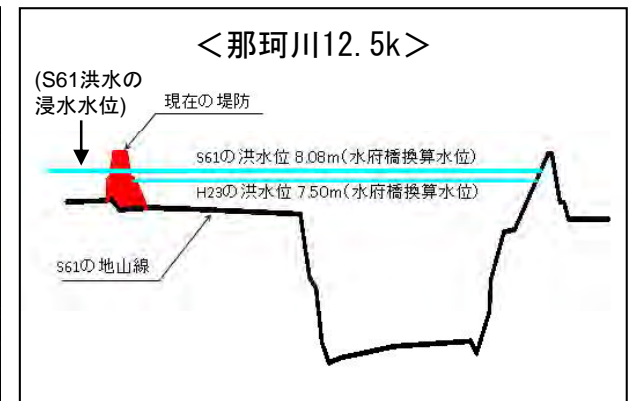 ＜那珂川12.5k＞
(S61洪水の
浸水水位)
現在の堤防
S61の洪水位 8.08m(水府橋換算水位)
H23の洪水位 7.50m(水府橋換算水位)
S61の地山線